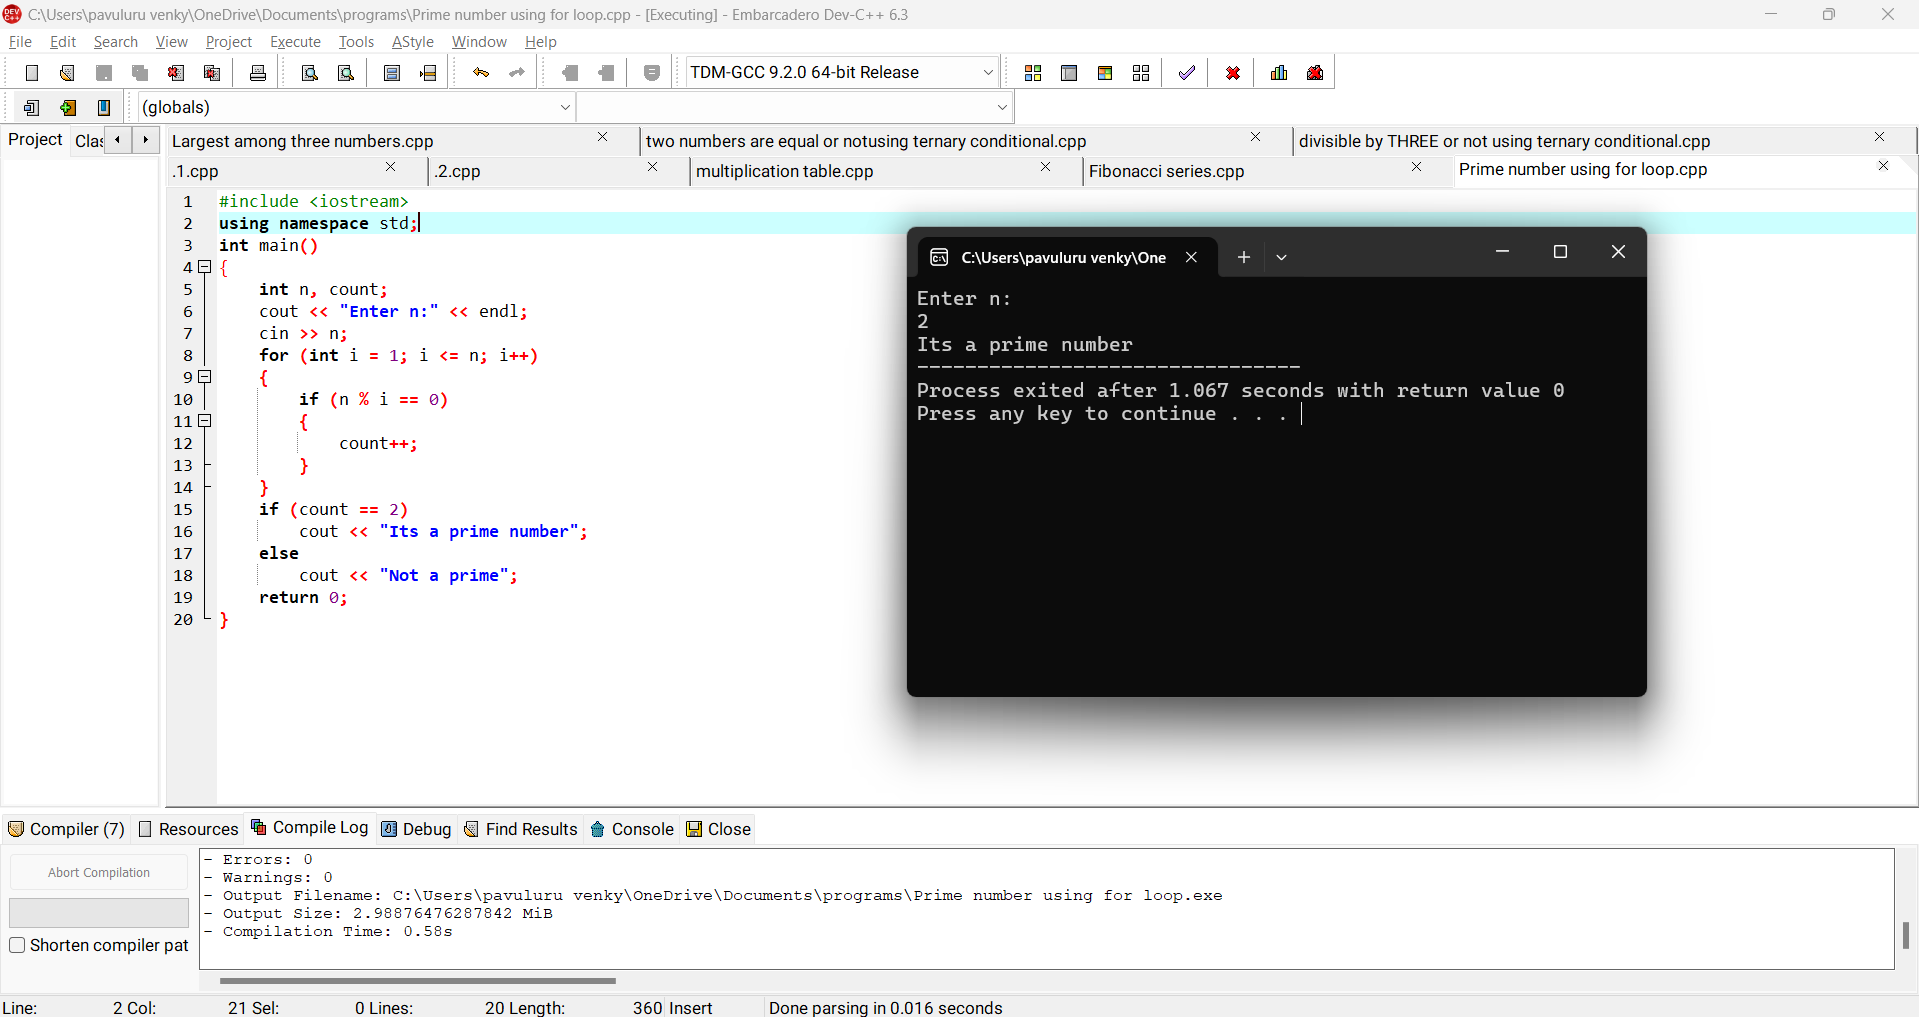 C:\Users\pavuluru venky\OneDrive\Documents\programs\Prime number using for loop.cpp - [Executing] - Embarcadero Dev-C++ 6.3
File Edit Search View Project Execute Tools AStyle Window Help
TDM-GCC 9.2.0 64-bit Release
(globals)
Project Clas
Largest among three numbers.cpp
two numbers are equal or notusing ternary conditional.cpp
divisible by THREE or not using ternary conditional.cpp
.1.cpp
.2.cpp
multiplication table.cpp
Fibonacci series.cpp
Prime number using for loop.cpp
1 #include <iostream>
2 using namespace std;
3 int main()
4 {
5 int n, count;
6 cout << "Enter n:" << endl;
7 cin >> n;
8 for (int i = 1; i <= n; i++)
9 {
10 if (n % i == 0)
11 {
12 count++;
13 }
14 }
15 if (count == 2)
16 cout << "Its a prime number";
17 else
18 cout << "Not a prime";
19 return 0;
20 }
C:\Users\pavuluru venky\One
Enter n:
2
Its a prime number
--------------------------------
Process exited after 1.067 seconds with return value 0
Press any key to continue . . .
Compiler (7) Resources Compile Log Debug Find Results Console Close
Abort Compilation
Shorten compiler pat
- Errors: 0
- Warnings: 0
- Output Filename: C:\Users\pavuluru venky\OneDrive\Documents\programs\Prime number using for loop.exe
- Output Size: 2.98876476287842 MiB
- Compilation Time: 0.58s
Line: 2 Col: 21 Sel: 0 Lines: 20 Length: 360 Insert Done parsing in 0.016 seconds